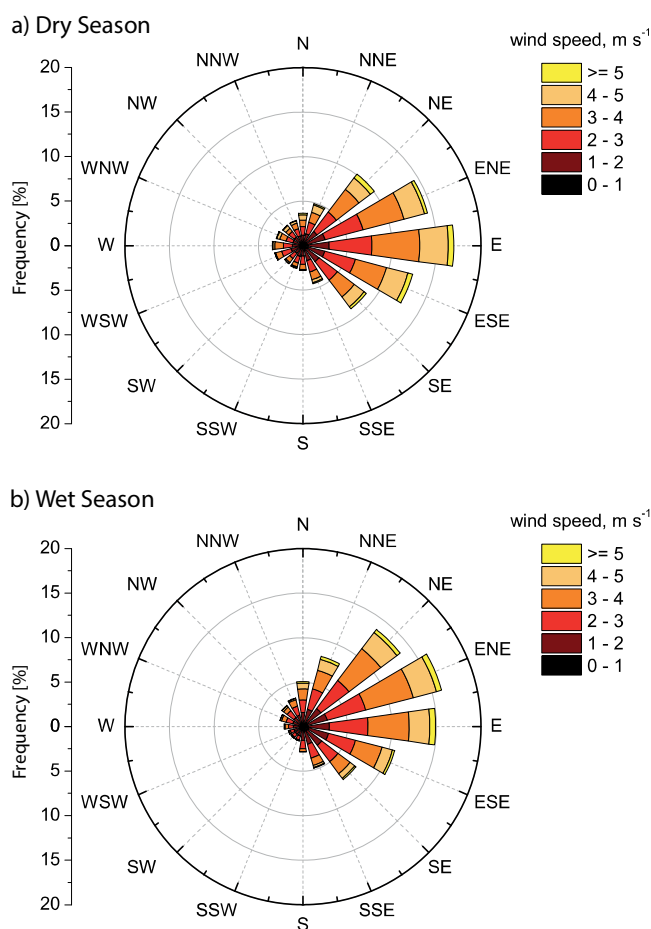 a) Dry Season
wind speed, m s-1
>= 5
4 - 5
3 - 4
2 - 3
1 - 2
0 - 1
Frequency [%]
20
15
10
5
0
5
10
15
20
N
NNE
NE
ENE
E
ESE
SE
SSE
S
SSW
SW
WSW
W
WNW
NW
NNW
b) Wet Season
wind speed, m s-1
>= 5
4 - 5
3 - 4
2 - 3
1 - 2
0 - 1
Frequency [%]
20
15
10
5
0
5
10
15
20
N
NNE
NE
ENE
E
ESE
SE
SSE
S
SSW
SW
WSW
W
WNW
NW
NNW